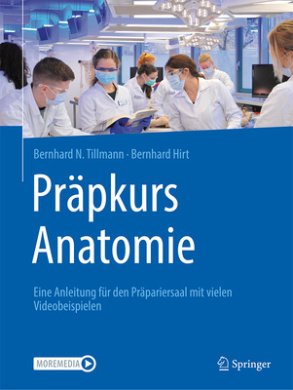 Bernhard N. Tillmann · Bernhard Hirt
Präpkurs
Anatomie
Eine Anleitung für den Präpariersaal mit vielen
Videobeispielen
MOREMEDIA
Springer